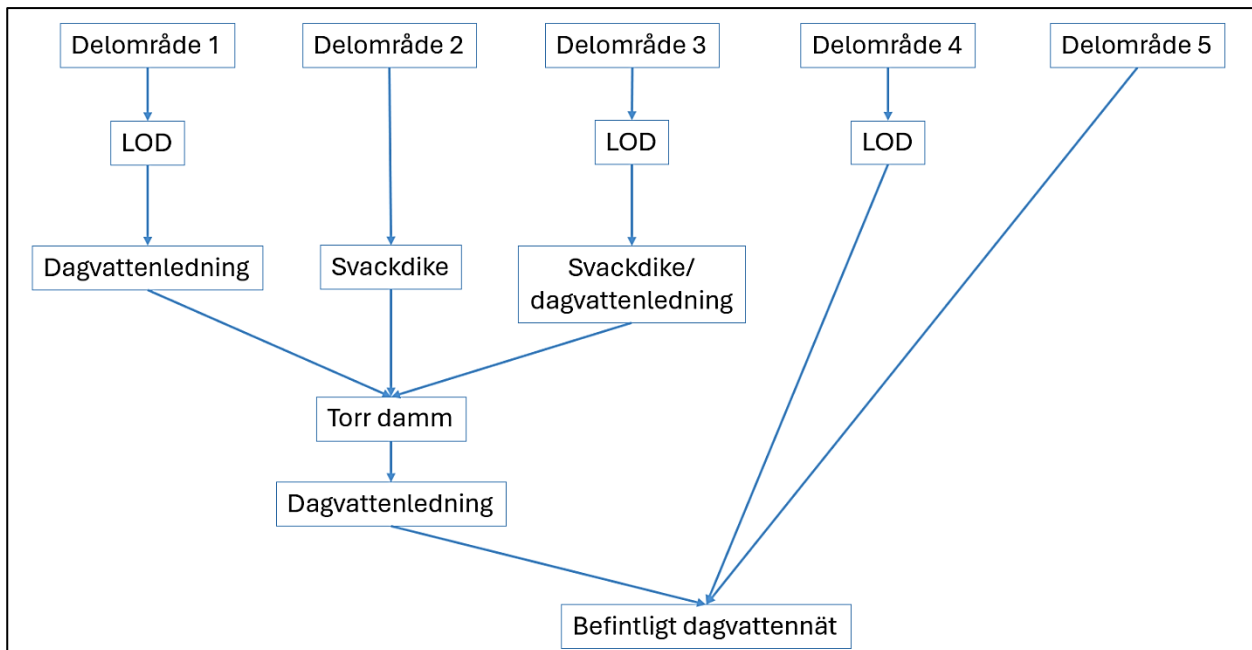 Delområde 1
Delområde 2
Delområde 3
Delområde 4
Delområde 5
LOD
LOD
LOD
Dagvattenledning
Svackdike
Svackdike/
dagvattenledning
Torr damm
Dagvattenledning
Befintligt dagvattennät